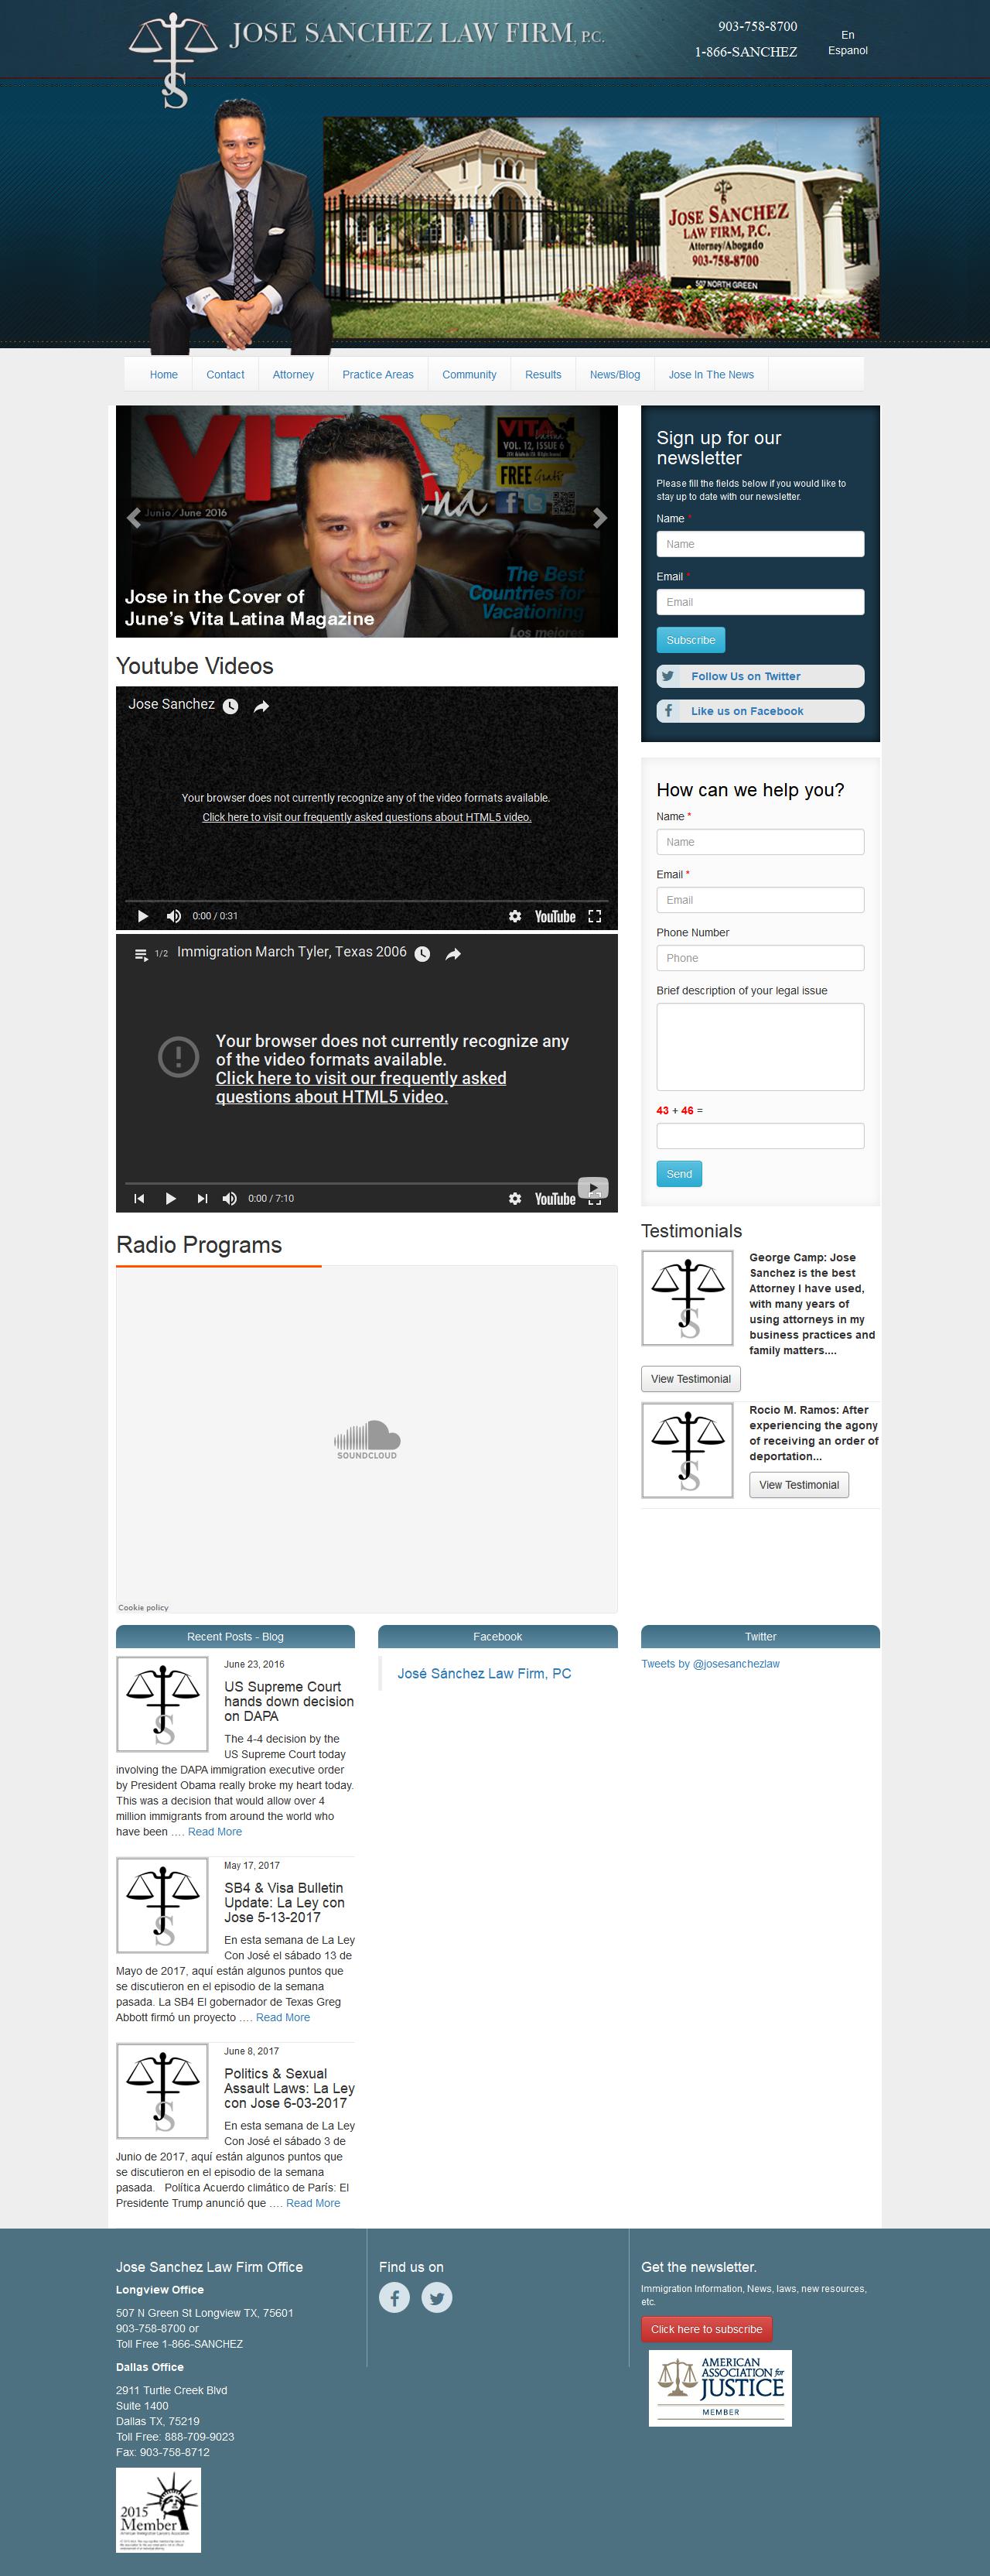 JOSE SANCHEZ LAW FIRM, P.C.
903-758-8700
1-866-SANCHEZ
En
Espanol
JS
JOSE SANCHEZ
LAW FIRM, P.C.
Attorney/Abogado
903-758-8700
507 NORTH GREEN
Home
Contact
Attorney
Practice Areas
Community
Results
News/Blog
Jose In The News
VITA
Junio / June 2016
VITA
VOL. 12, ISSUE 6
FREE Gratis
The Best
Countries for
Vacationing
Los mejores
Jose in the Cover of
June's Vita Latina Magazine
Youtube Videos
Jose Sanchez
Your browser does not currently recognize any of the video formats available.
Click here to visit our frequently asked questions about HTML5 video.
0:00 / 0:31
YouTube
1/2
Immigration March Tyler, Texas 2006
Your browser does not currently recognize any
of the video formats available.
Click here to visit our frequently asked
questions about HTML5 video.
0:00 / 7:10
YouTube
Radio Programs
SOUNDCLOUD
Cookie policy
Sign up for our
newsletter
Please fill the fields below if you would like to
stay up to date with our newsletter.
Name *
Name
Email *
Email
Subscribe
Follow Us on Twitter
Like us on Facebook
How can we help you?
Name *
Name
Email *
Email
Phone Number
Phone
Brief description of your legal issue
43 + 46 =
Send
Testimonials
JS
George Camp: Jose
Sanchez is the best
Attorney I have used,
with many years of
using attorneys in my
business practices and
family matters....
View Testimonial
JS
Rocio M. Ramos: After
experiencing the agony
of receiving an order of
deportation...
View Testimonial
Recent Posts - Blog
JS
June 23, 2016
US Supreme Court
hands down decision
on DAPA
The 4-4 decision by the
US Supreme Court today
involving the DAPA immigration executive order
by President Obama really broke my heart today.
This was a decision that would allow over 4
million immigrants from around the world who
have been .... Read More
JS
May 17, 2017
SB4 & Visa Bulletin
Update: La Ley con
Jose 5-13-2017
En esta semana de La Ley
Con José el sábado 13 de
Mayo de 2017, aquí están algunos puntos que
se discutieron en el episodio de la semana
pasada. La SB4 El gobernador de Texas Greg
Abbott firmó un proyecto .... Read More
JS
June 8, 2017
Politics & Sexual
Assault Laws: La Ley
con Jose 6-03-2017
En esta semana de La Ley
Con José el sábado 3 de
Junio de 2017, aquí están algunos puntos que
se discutieron en el episodio de la semana
pasada. Política Acuerdo climático de París: El
Presidente Trump anunció que .... Read More
Facebook
José Sánchez Law Firm, PC
Twitter
Tweets by @josesanchezlaw
Jose Sanchez Law Firm Office
Longview Office
507 N Green St Longview TX, 75601
903-758-8700 or
Toll Free 1-866-SANCHEZ
Dallas Office
2911 Turtle Creek Blvd
Suite 1400
Dallas TX, 75219
Toll Free: 888-709-9023
Fax: 903-758-8712
2015
Member
Find us on
Get the newsletter.
Immigration Information, News, laws, new resources,
etc.
Click here to subscribe
AMERICAN
ASSOCIATION for
JUSTICE
MEMBER